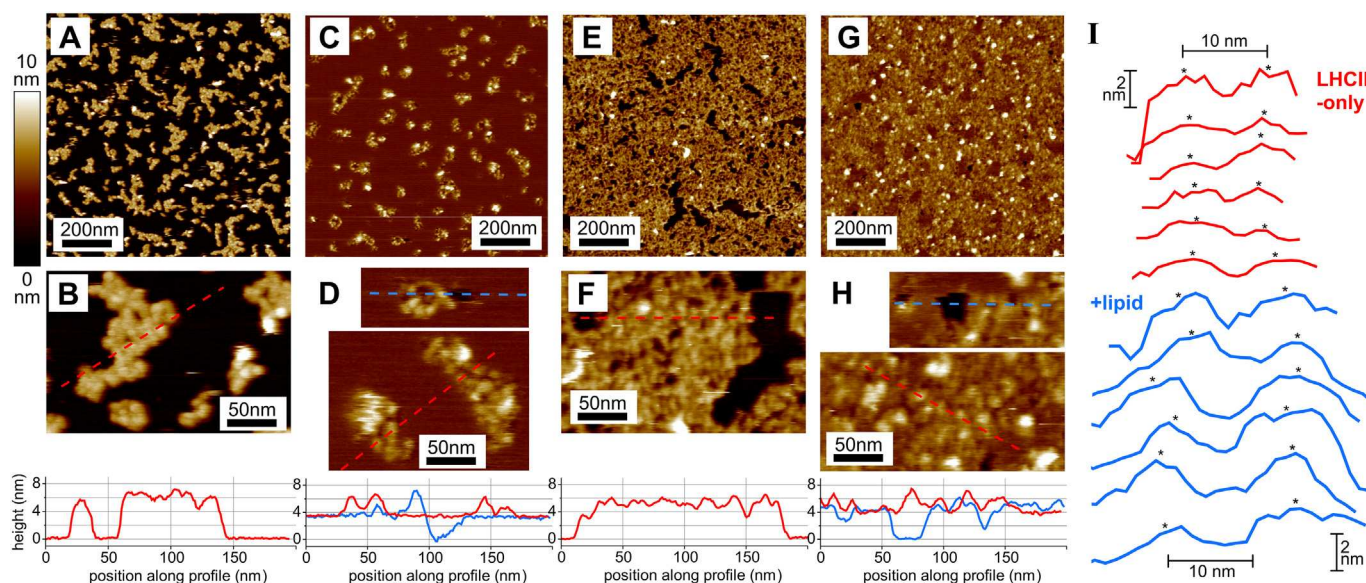 A
C
E
G
I
10
nm
0
nm
200nm
200nm
200nm
200nm
B
D
F
H
50nm
50nm
50nm
50nm
8
4
0
height (nm)
0 50 100 150
position along profile (nm)
8
4
0
0 50 100 150
position along profile (nm)
8
4
0
0 50 100 150
position along profile (nm)
8
4
0
0 50 100 150
position along profile (nm)
10 nm
2
nm
LHCII
-only
* *
* *
* *
* *
* *
* *
+lipid
* *
* *
* *
* *
* *
* *
10 nm
2
nm